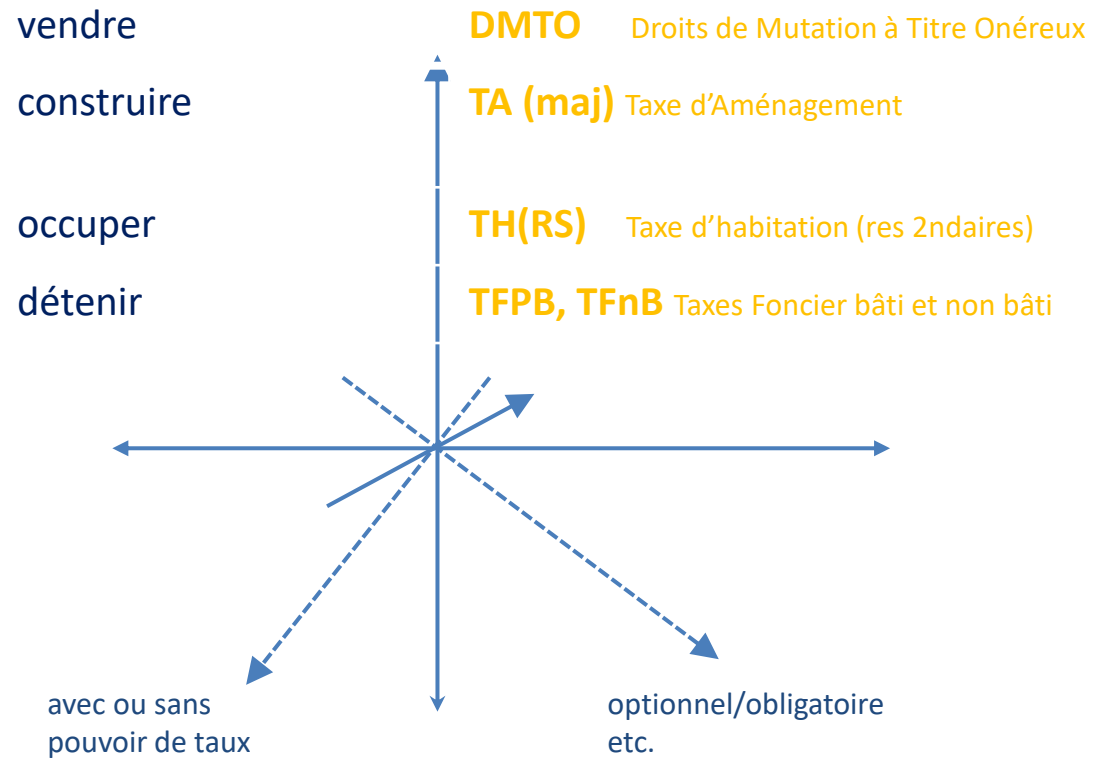 vendre DMTO Droits de Mutation à Titre Onéreux
construire TA (maj) Taxe d'Aménagement
occuper TH(RS) Taxe d'habitation (res 2ndaires)
détenir TFPB, TFnB Taxes Foncier bâti et non bâti
avec ou sans
pouvoir de taux
optionnel/obligatoire
etc.